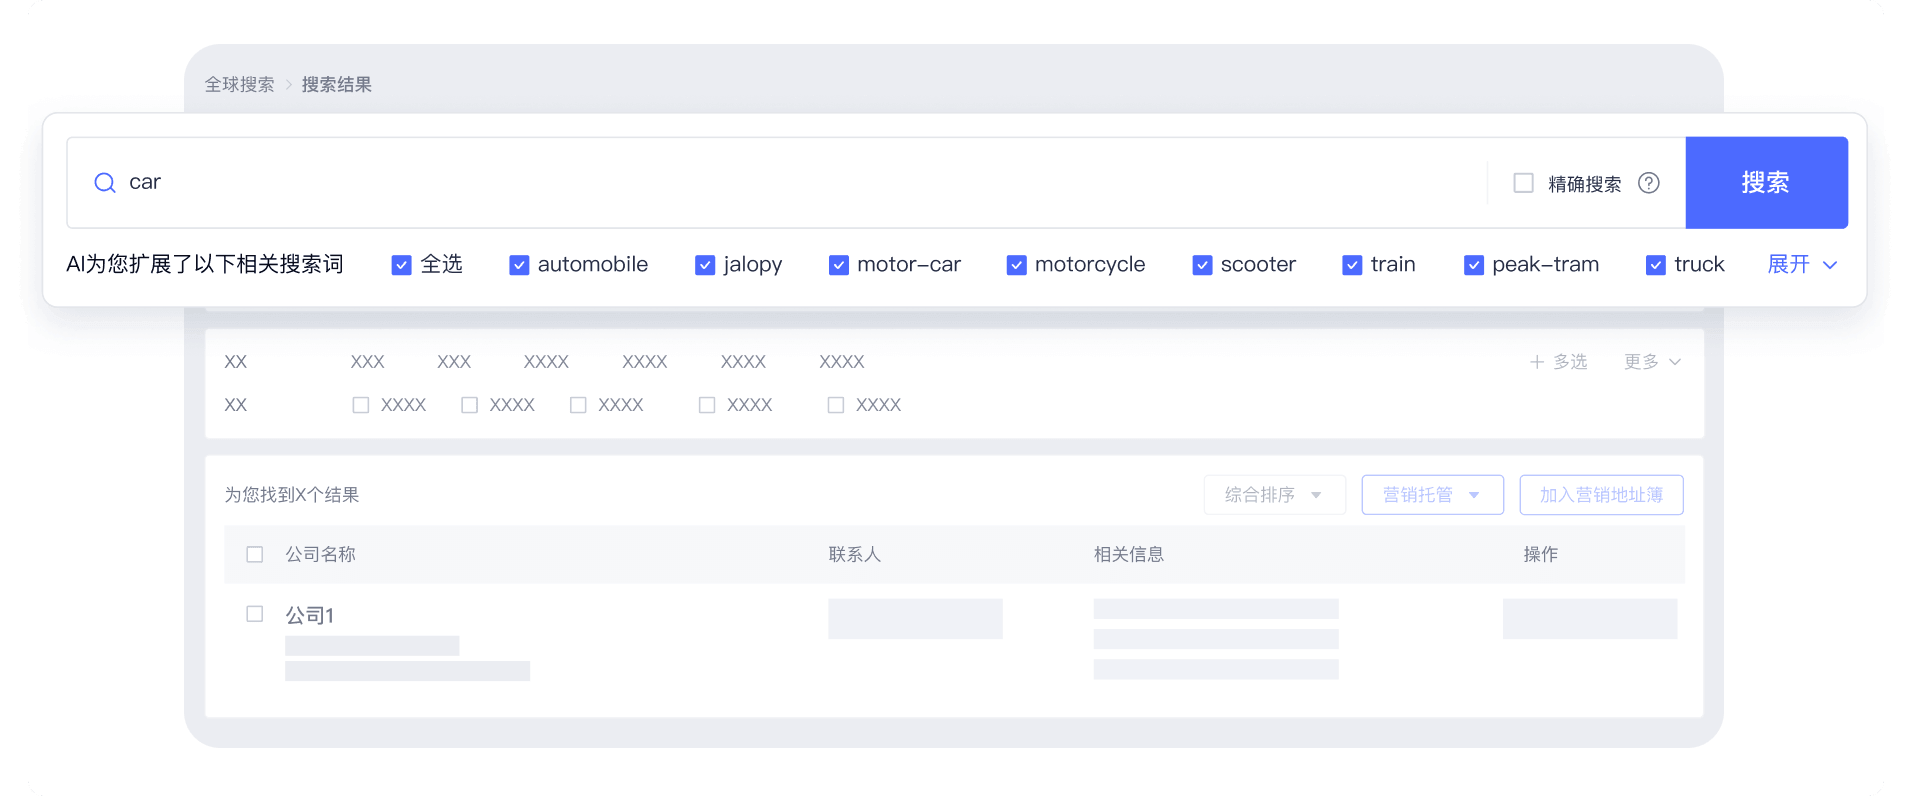 全球搜索 > 搜索结果
car 精确搜索 ? 搜索
AI为您扩展了以下相关搜索词 全选 automobile jalopy motor-car motorcycle scooter train peak-tram truck 展开
XX XXX XXX XXXX XXXX XXXX XXXX + 多选 更多
XX XXXX XXXX XXXX XXXX XXXX
为您找到X个结果 综合排序 营销托管 加入营销地址簿
公司名称 联系人 相关信息 操作
公司1